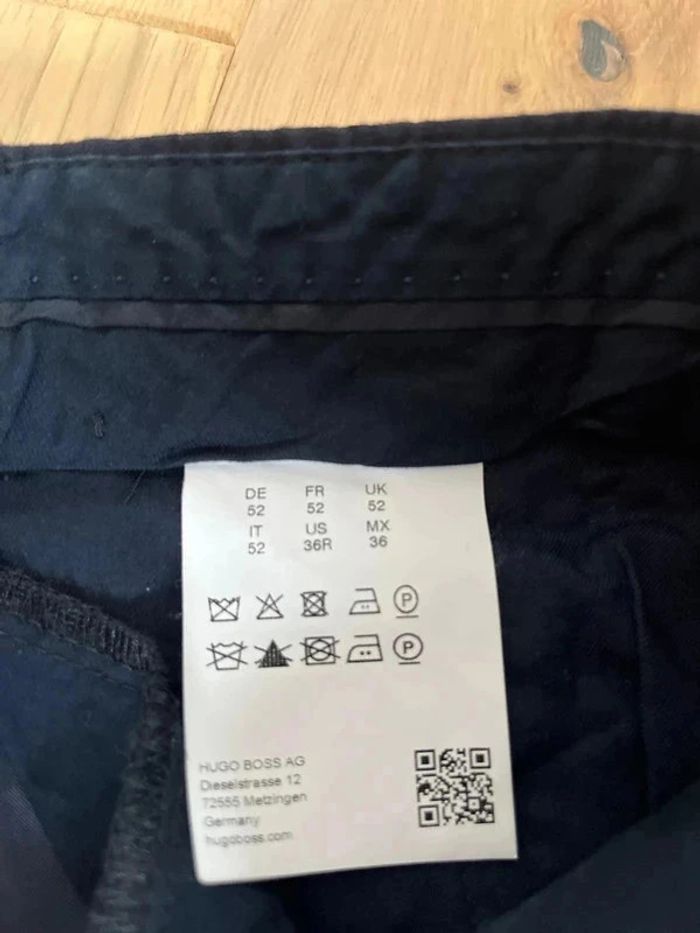 DE FR UK
52 52 52
IT US MX
52 36R 36
P
P
HUGO BOSS AG
Dieselstrasse 12
72555 Metzingen
Germany
hugoboss.com